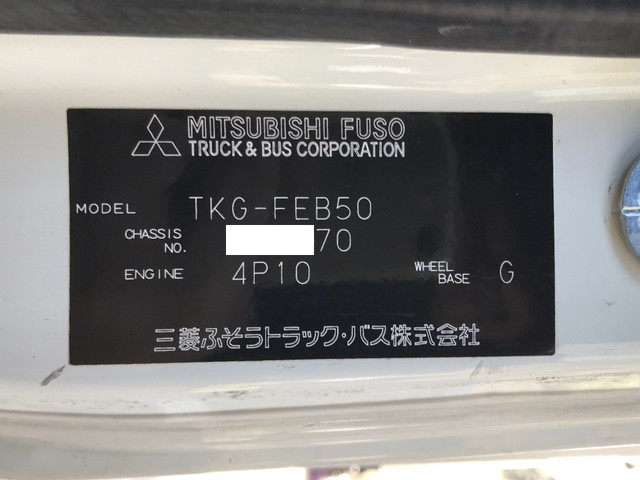 MITSUBISHI FUSO
TRUCK & BUS CORPORATION
MODEL TKG-FEB50
CHASSIS NO. 70
ENGINE 4P10 WHEEL BASE G
三菱ふそうトラック・バス株式会社